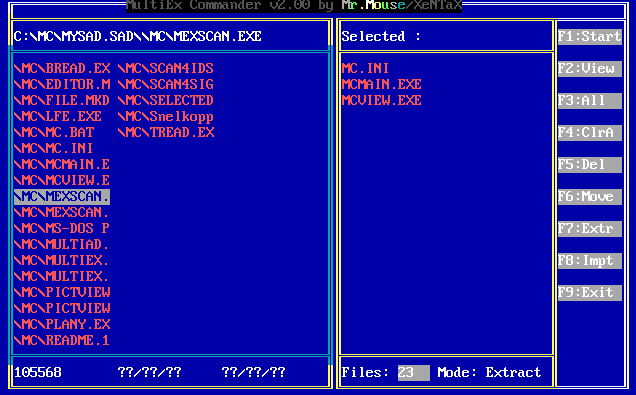 MultiEx Commander v2.00 by Mr.Mouse/XeNTaX
C:\MC\MYSAD.SAD\\MC\MEXSCAN.EXE
\MC\BREAD.EX \MC\SCAN4IDS
\MC\EDITOR.M \MC\SCAN4SIG
\MC\FILE.MKD \MC\SELECTED
\MC\LFE.EXE \MC\Snelkopp
\MC\MC.BAT \MC\TREAD.EX
\MC\MC.INI
\MC\MCMAIN.E
\MC\MCVIEW.E
\MC\MEXSCAN.
\MC\MEXSCAN.
\MC\MS-DOS P
\MC\MULTIAD.
\MC\MULTIEX.
\MC\MULTIEX.
\MC\PICTVIEW
\MC\PICTVIEW
\MC\PLANY.EX
\MC\README.1
105568 ??/??/?? ??/??/??
Selected :
MC.INI
MCMAIN.EXE
MCVIEW.EXE
Files: 23 Mode: Extract
F1:Start
F2:View
F3:All
F4:ClrA
F5:Del
F6:Move
F7:Extr
F8:Impt
F9:Exit